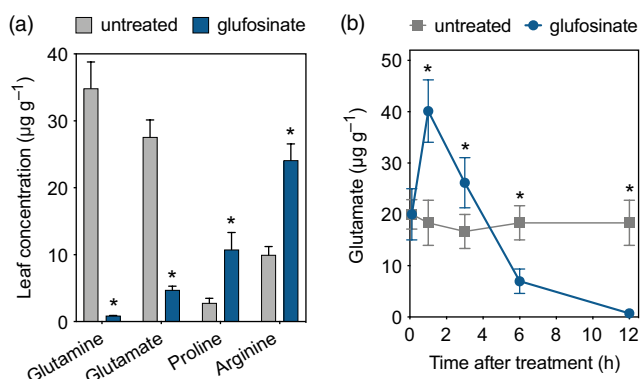 (a)
untreated glufosinate
Leaf concentration (µg g⁻¹)
40
30
20
10
0
*
*
*
*
Glutamine
Glutamate
Proline
Arginine
(b)
untreated glufosinate
Glutamate (µg g⁻¹)
50
40
30
20
10
0
*
*
*
*
0 2 4 6 8 10 12
Time after treatment (h)